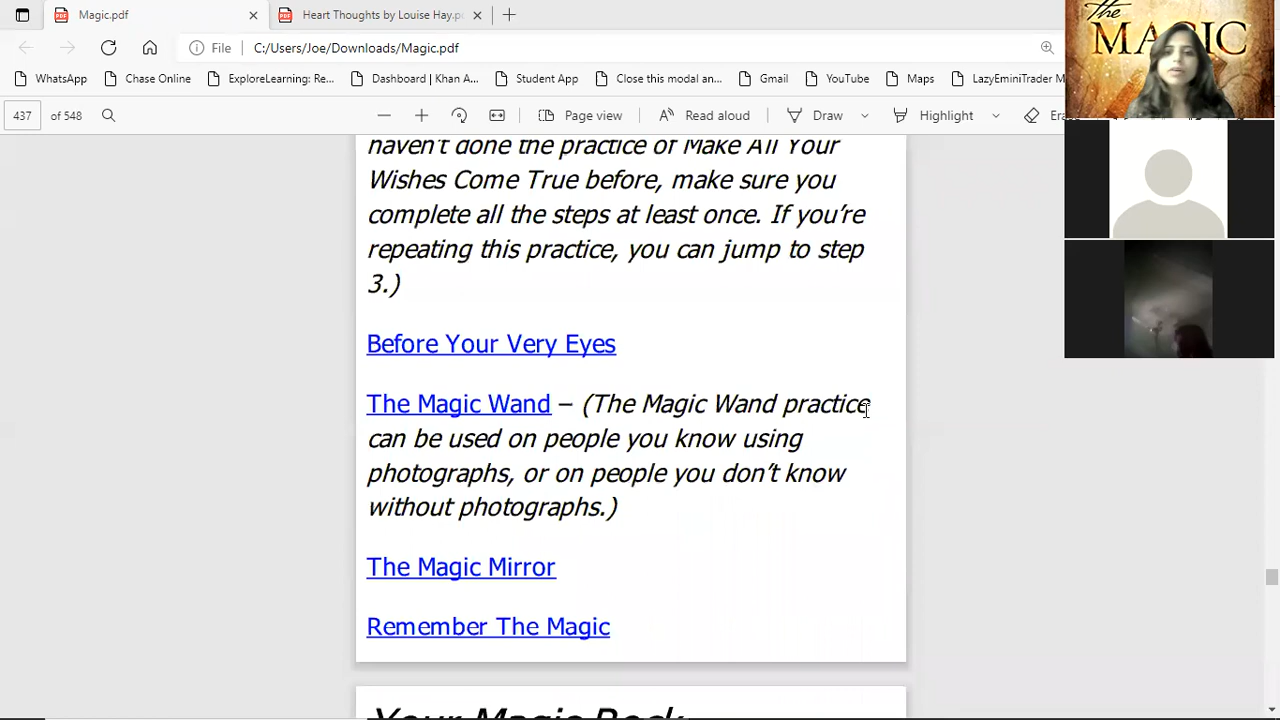 Magic.pdf
Heart Thoughts by Louise Hay.p
File
C:/Users/Joe/Downloads/Magic.pdf
WhatsApp
Chase Online
ExploreLearning: Re...
Dashboard | Khan A...
Student App
Close this modal an...
Gmail
YouTube
Maps
LazyEminiTrader M
437 of 548
Page view
Read aloud
Draw
Highlight
Era
The
MAGIC
haven't done the practice of Make All Your
Wishes Come True before, make sure you
complete all the steps at least once. If you're
repeating this practice, you can jump to step
3.)
Before Your Very Eyes
The Magic Wand – (The Magic Wand practice
can be used on people you know using
photographs, or on people you don't know
without photographs.)
The Magic Mirror
Remember The Magic
Your Magic Rock